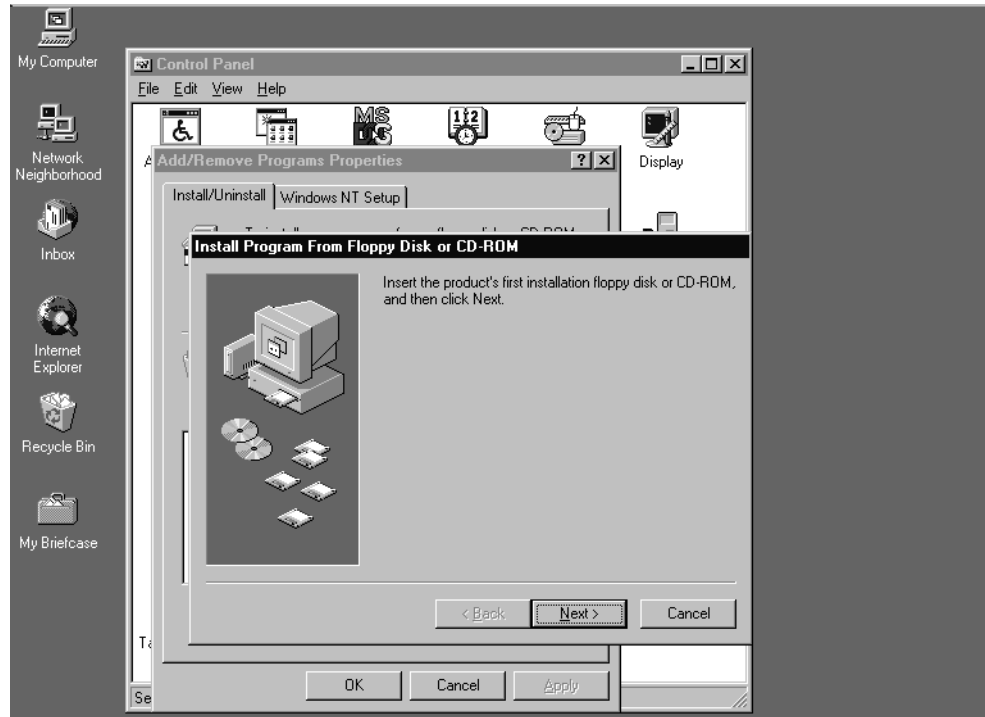 My Computer
Network
Neighborhood
Inbox
Internet
Explorer
Recycle Bin
My Briefcase
Control Panel
File Edit View Help
MS
Display
Add/Remove Programs Properties
Install/Uninstall
Windows NT Setup
Install Program From Floppy Disk or CD-ROM
Insert the product's first installation floppy disk or CD-ROM,
and then click Next.
< Back
Next >
Cancel
OK
Cancel
Apply